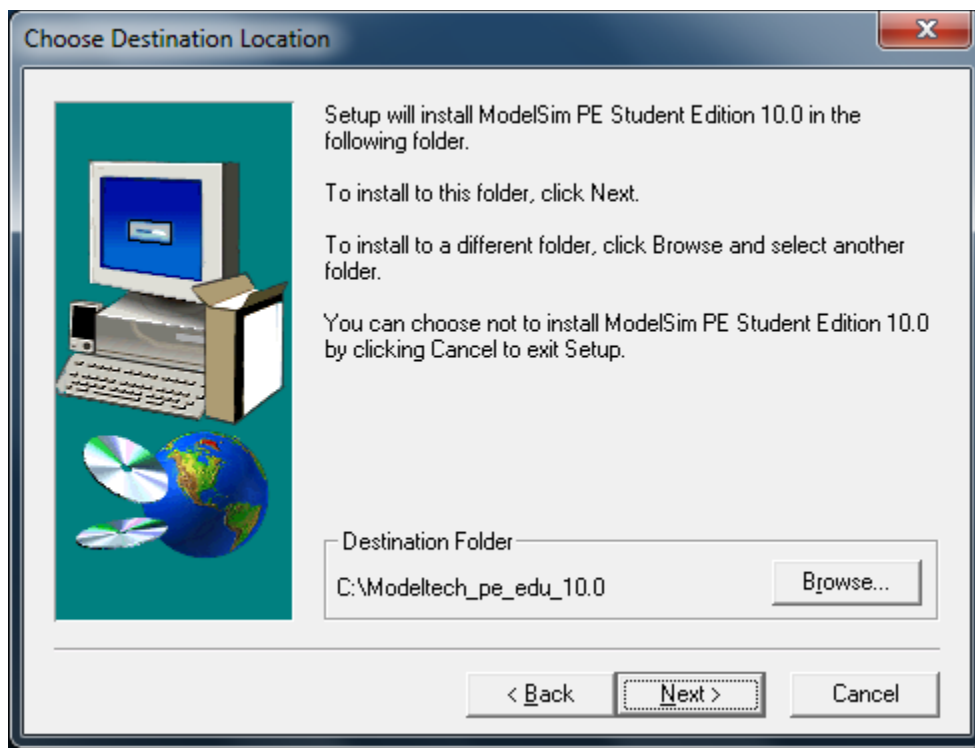 Choose Destination Location
Setup will install ModelSim PE Student Edition 10.0 in the
following folder.
To install to this folder, click Next.
To install to a different folder, click Browse and select another
folder.
You can choose not to install ModelSim PE Student Edition 10.0
by clicking Cancel to exit Setup.
Destination Folder
C:\Modeltech_pe_edu_10.0
Browse...
< Back
Next >
Cancel